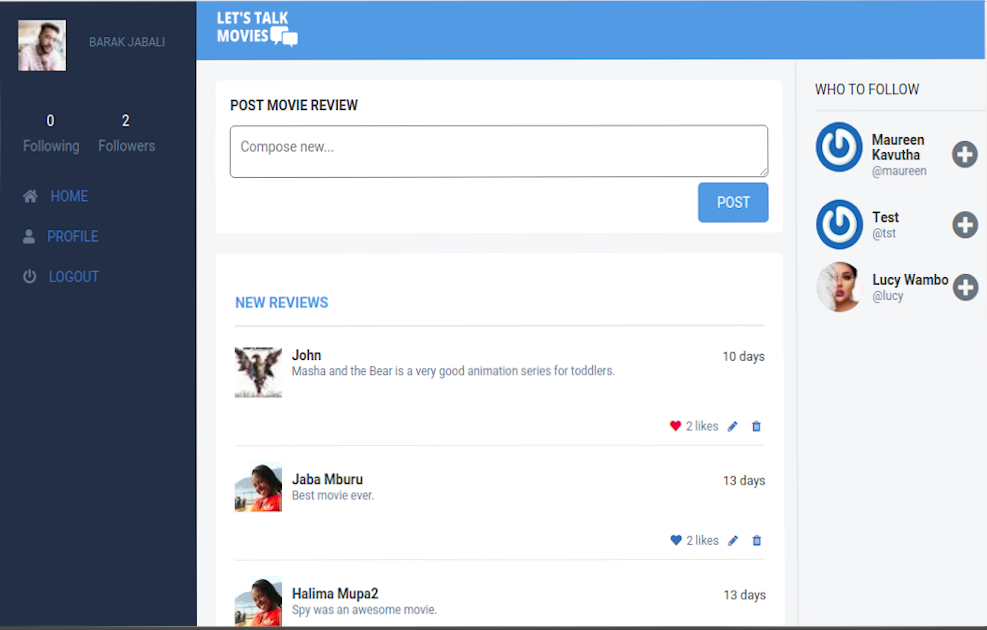 BARAK JABALI
0
2
Following
Followers
HOME
PROFILE
LOGOUT
LET'S TALK
MOVIES
POST MOVIE REVIEW
Compose new...
POST
NEW REVIEWS
John
10 days
Masha and the Bear is a very good animation series for toddlers.
2 likes
Jaba Mburu
13 days
Best movie ever.
2 likes
Halima Mupa2
13 days
Spy was an awesome movie.
WHO TO FOLLOW
Maureen
Kavutha
@maureen
Test
@tst
Lucy Wambo
@lucy